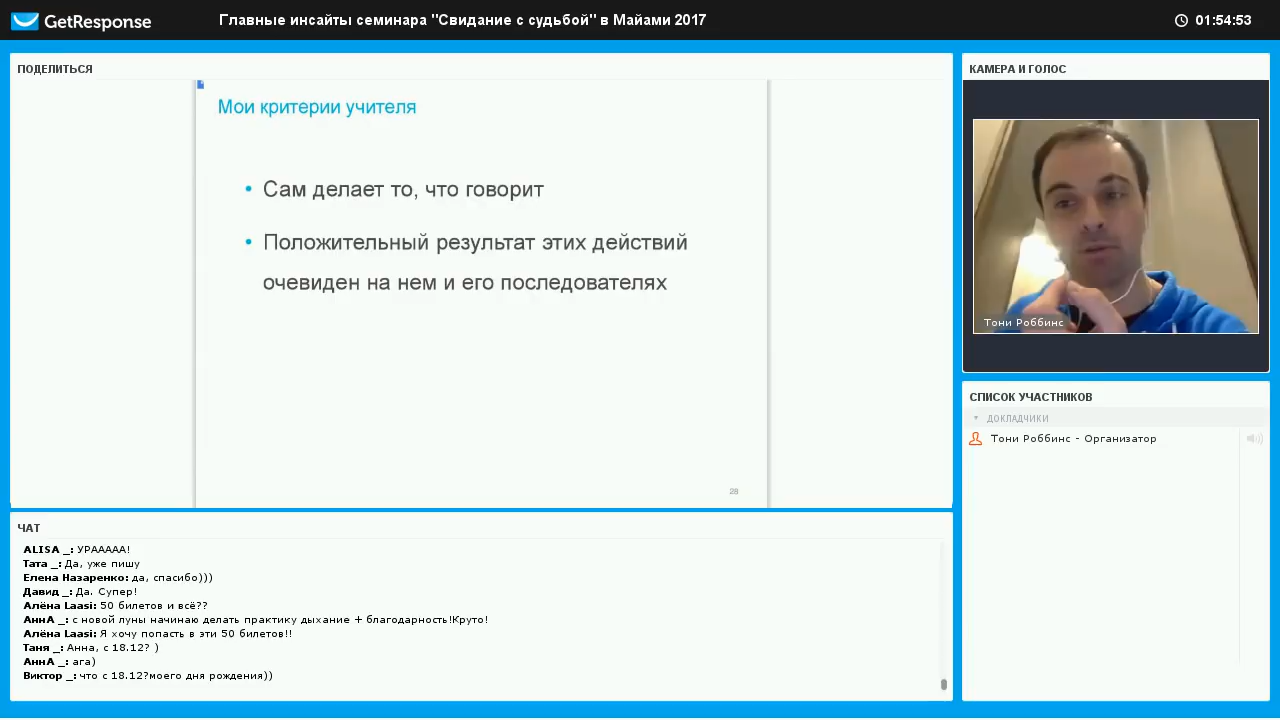 GetResponse
Главные инсайты семинара "Свидание с судьбой" в Майами 2017
01:54:53
ПОДЕЛИТЬСЯ
Мои критерии учителя
• Сам делает то, что говорит
• Положительный результат этих действий
очевиден на нем и его последователях
28
КАМЕРА И ГОЛОС
Тони Роббинс
СПИСОК УЧАСТНИКОВ
ДОКЛАДЧИКИ
Тони Роббинс - Организатор
ЧАТ
ALISA _: УРААААА!
Тата _: Да, уже пишу
Елена Назаренко: да, спасибо)))
Давид _: Да. Супер!
Алёна Laasi: 50 билетов и всё??
АннА _: с новой луны начинаю делать практику дыхание + благодарность!Круто!
Алёна Laasi: Я хочу попасть в эти 50 билетов!!
Таня _: Анна, с 18.12? )
АннА _: ага)
Виктор _: что с 18.12?моего дня рождения))